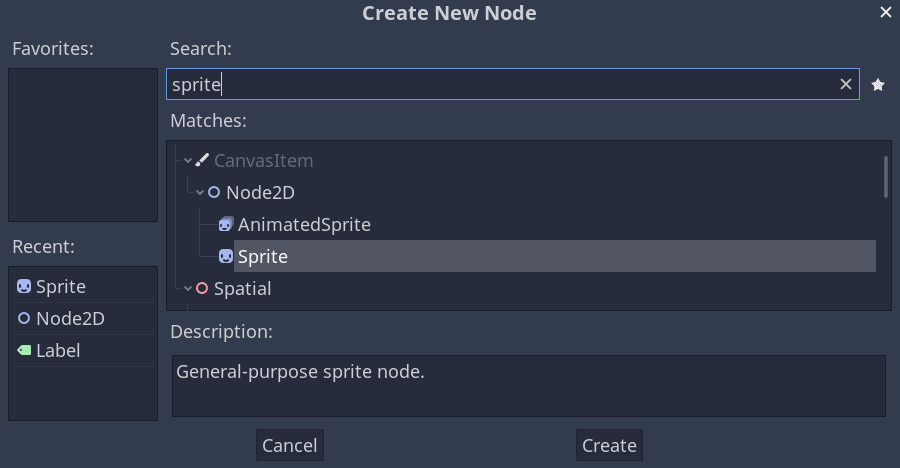 Create New Node
Favorites:
Search:
sprite
Matches:
CanvasItem
Node2D
AnimatedSprite
Sprite
Spatial
Recent:
Sprite
Node2D
Label
Description:
General-purpose sprite node.
Cancel
Create